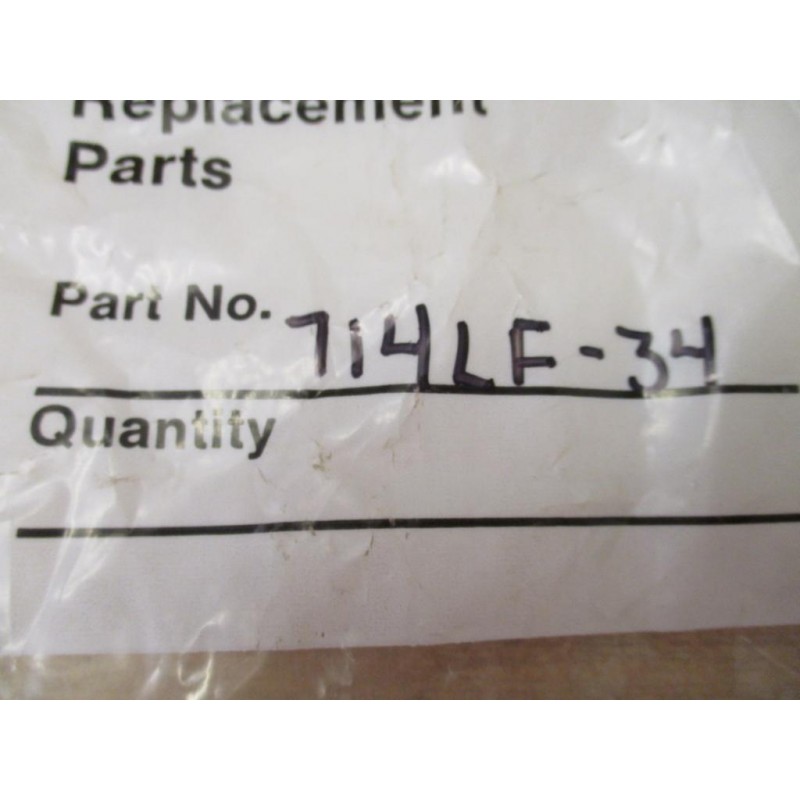 Replacement
Parts
Part No. 714LF-34
Quantity